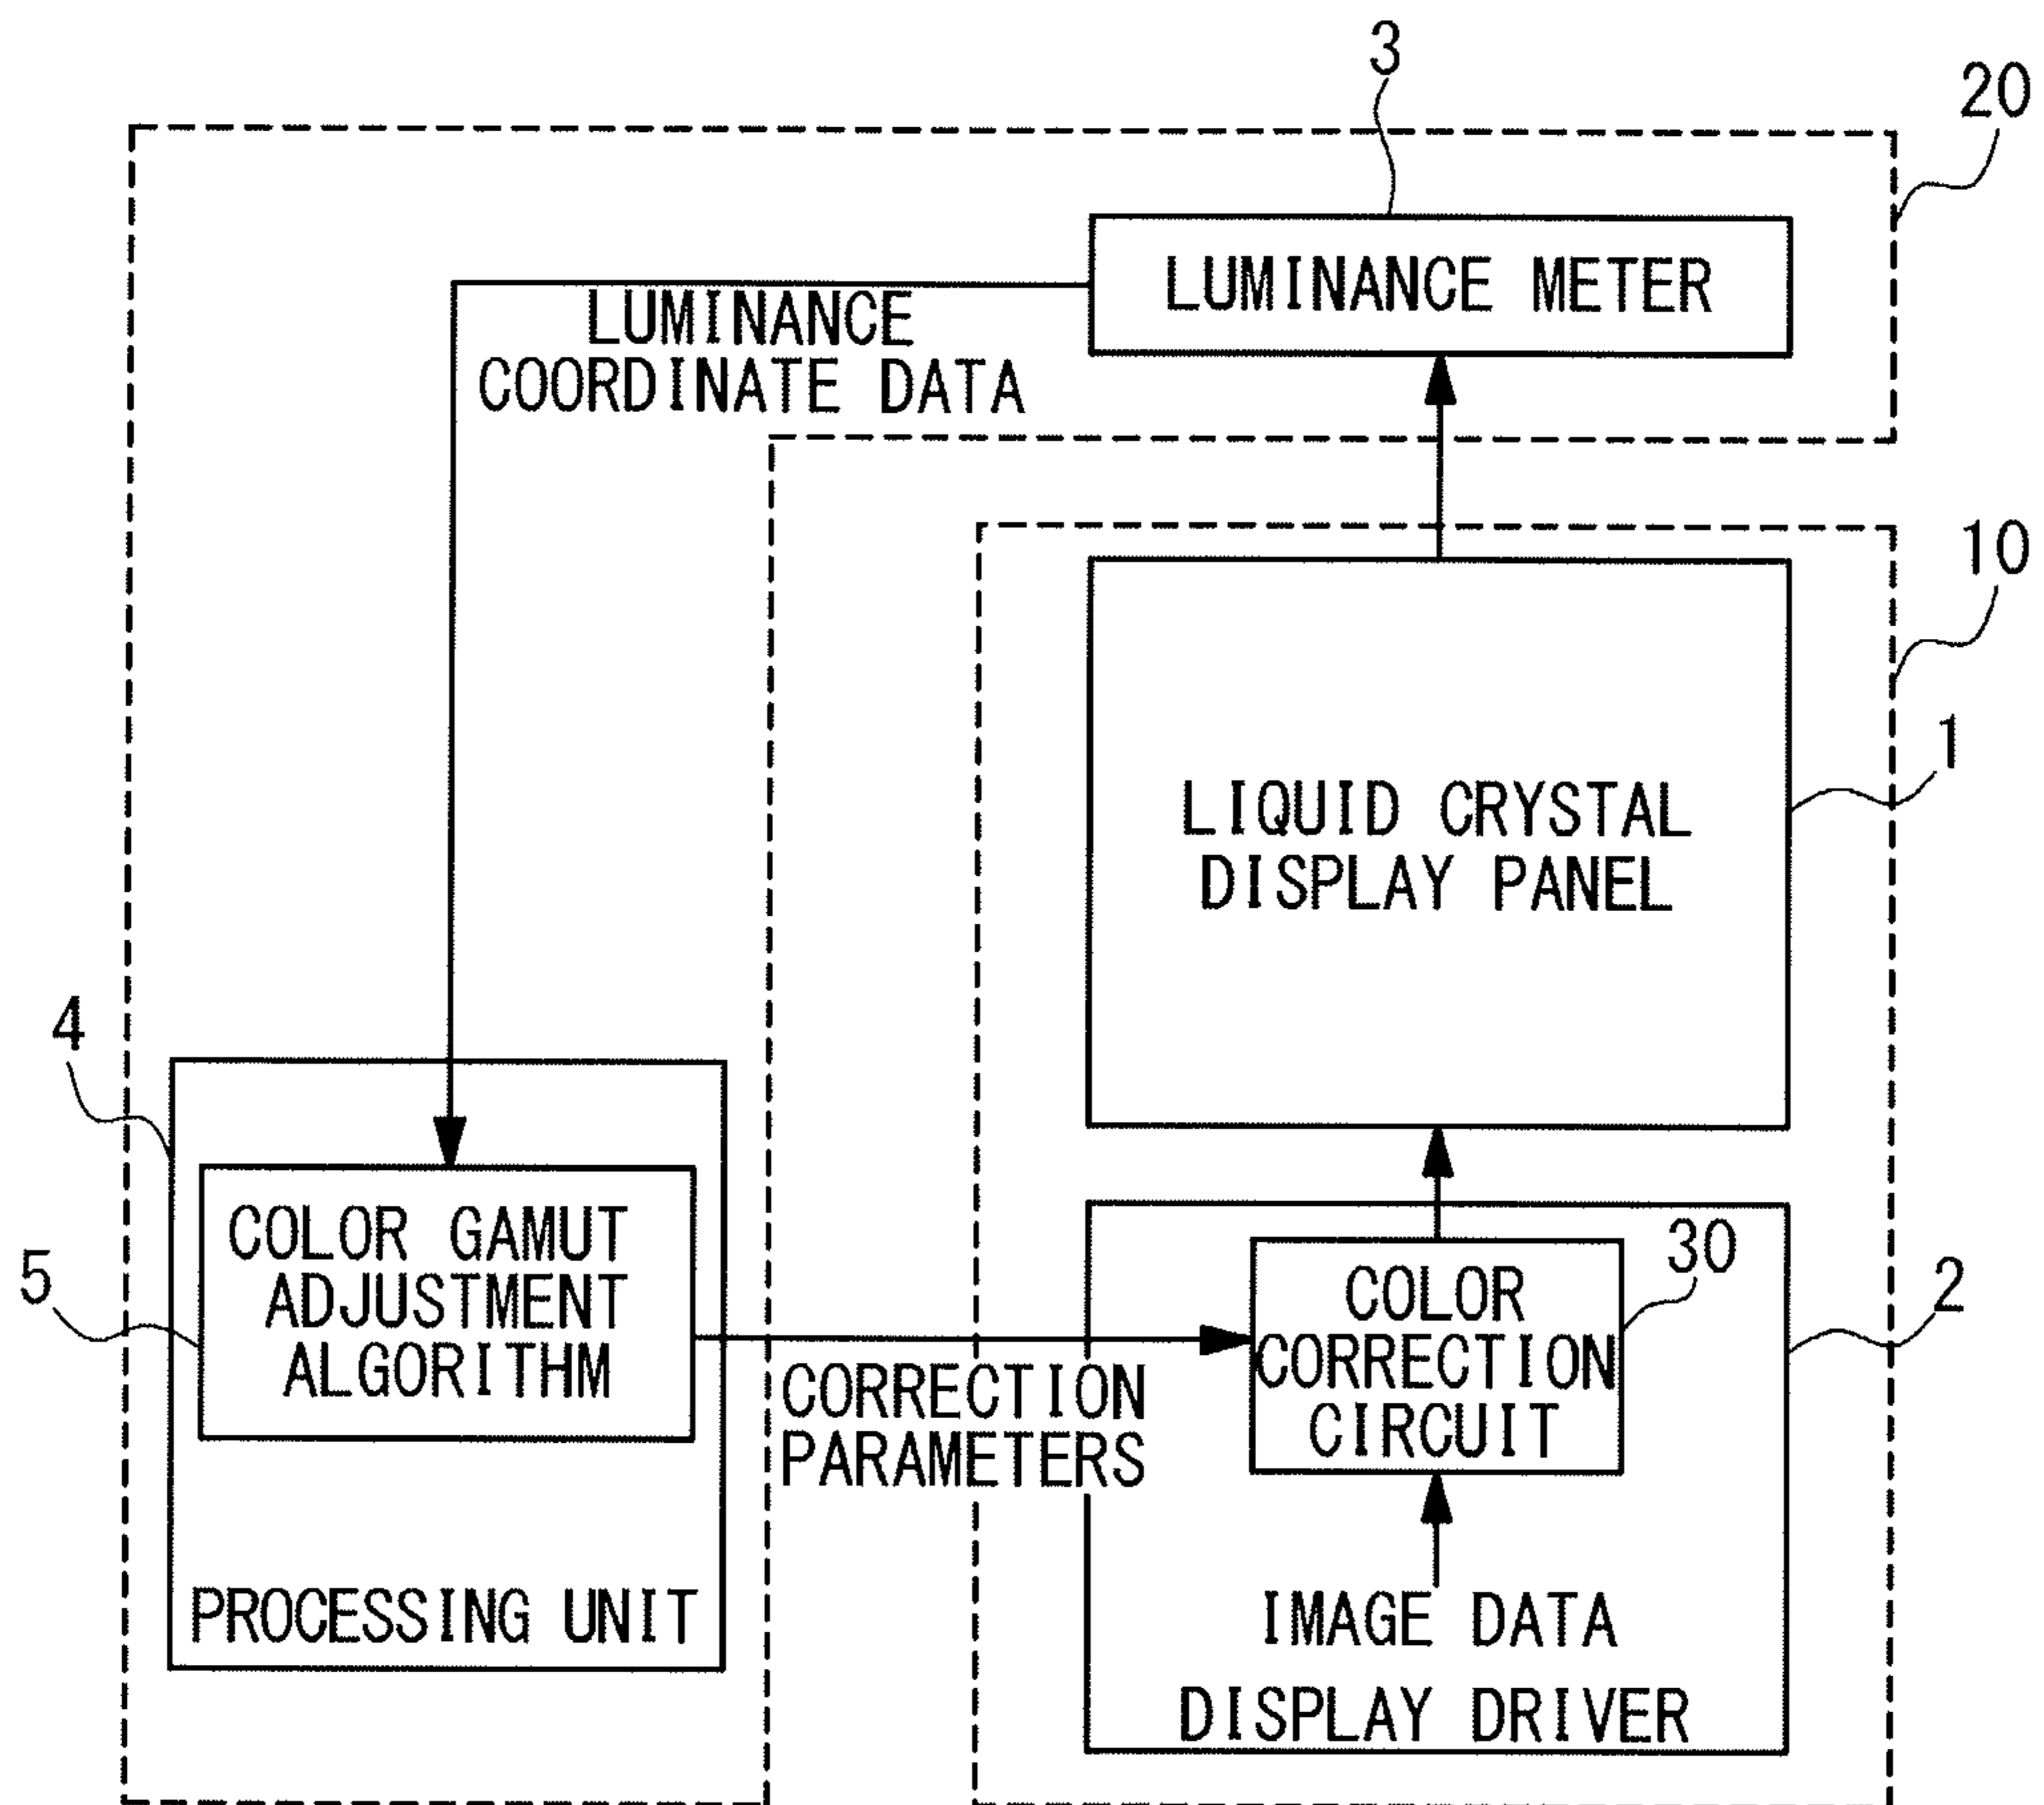 3
20
LUMINANCE METER
LUMINANCE
COORDINATE DATA
10
1
LIQUID CRYSTAL
DISPLAY PANEL
4
COLOR GAMUT
ADJUSTMENT
ALGORITHM
5
PROCESSING UNIT
CORRECTION
PARAMETERS
30
COLOR
CORRECTION
CIRCUIT
2
IMAGE DATA
DISPLAY DRIVER